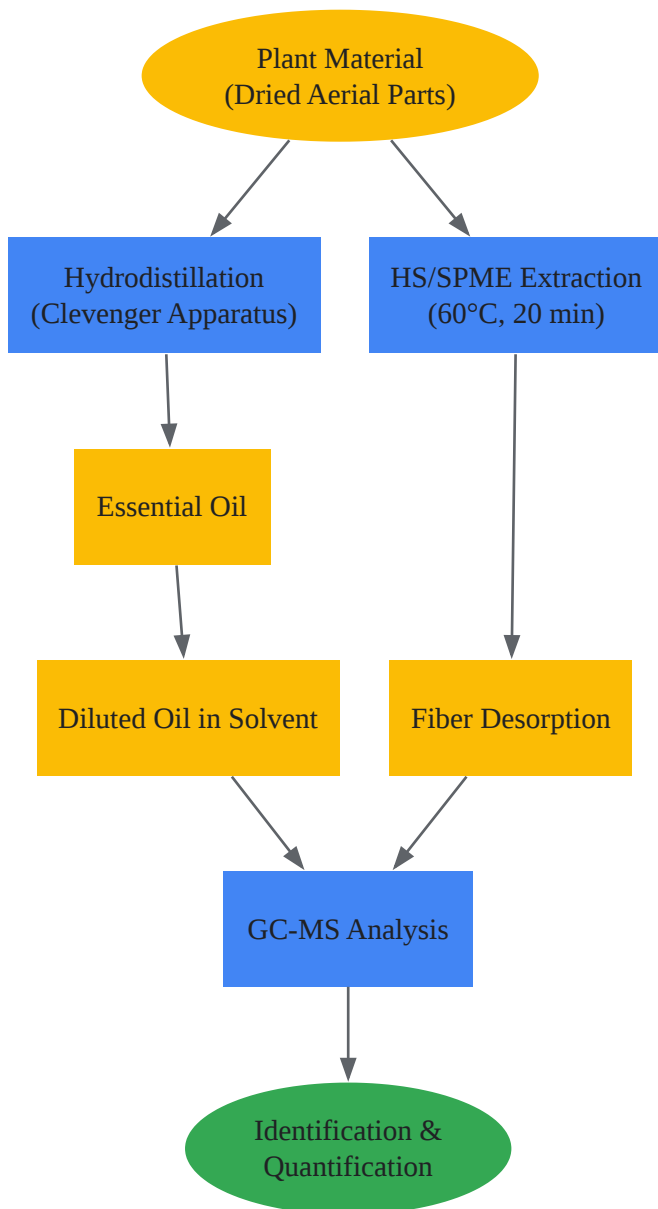 Plant Material
(Dried Aerial Parts)
Hydrodistillation
(Clevenger Apparatus)
HS/SPME Extraction
(60°C, 20 min)
Essential Oil
Diluted Oil in Solvent
Fiber Desorption
GC-MS Analysis
Identification &
Quantification